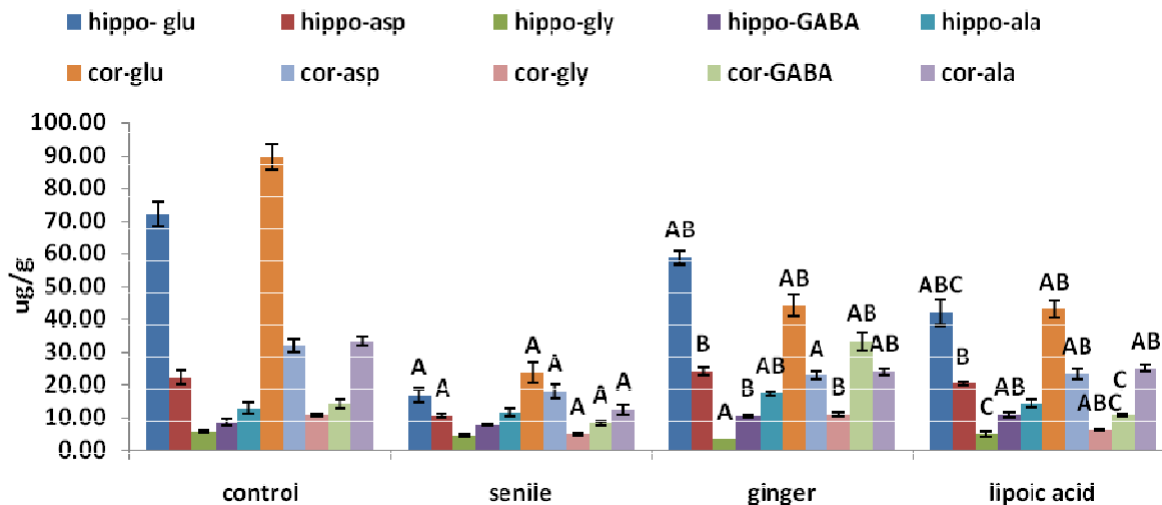 hippo- glu hippo-asp hippo-gly hippo-GABA hippo-ala
cor-glu cor-asp cor-gly cor-GABA cor-ala
100.00
90.00
80.00
70.00
60.00
50.00
40.00
30.00
20.00
10.00
0.00
ug/g
A A A A A A A
AB B A B AB AB A B AB AB
ABC B C AB AB AB ABC C AB
control senile ginger lipoic acid